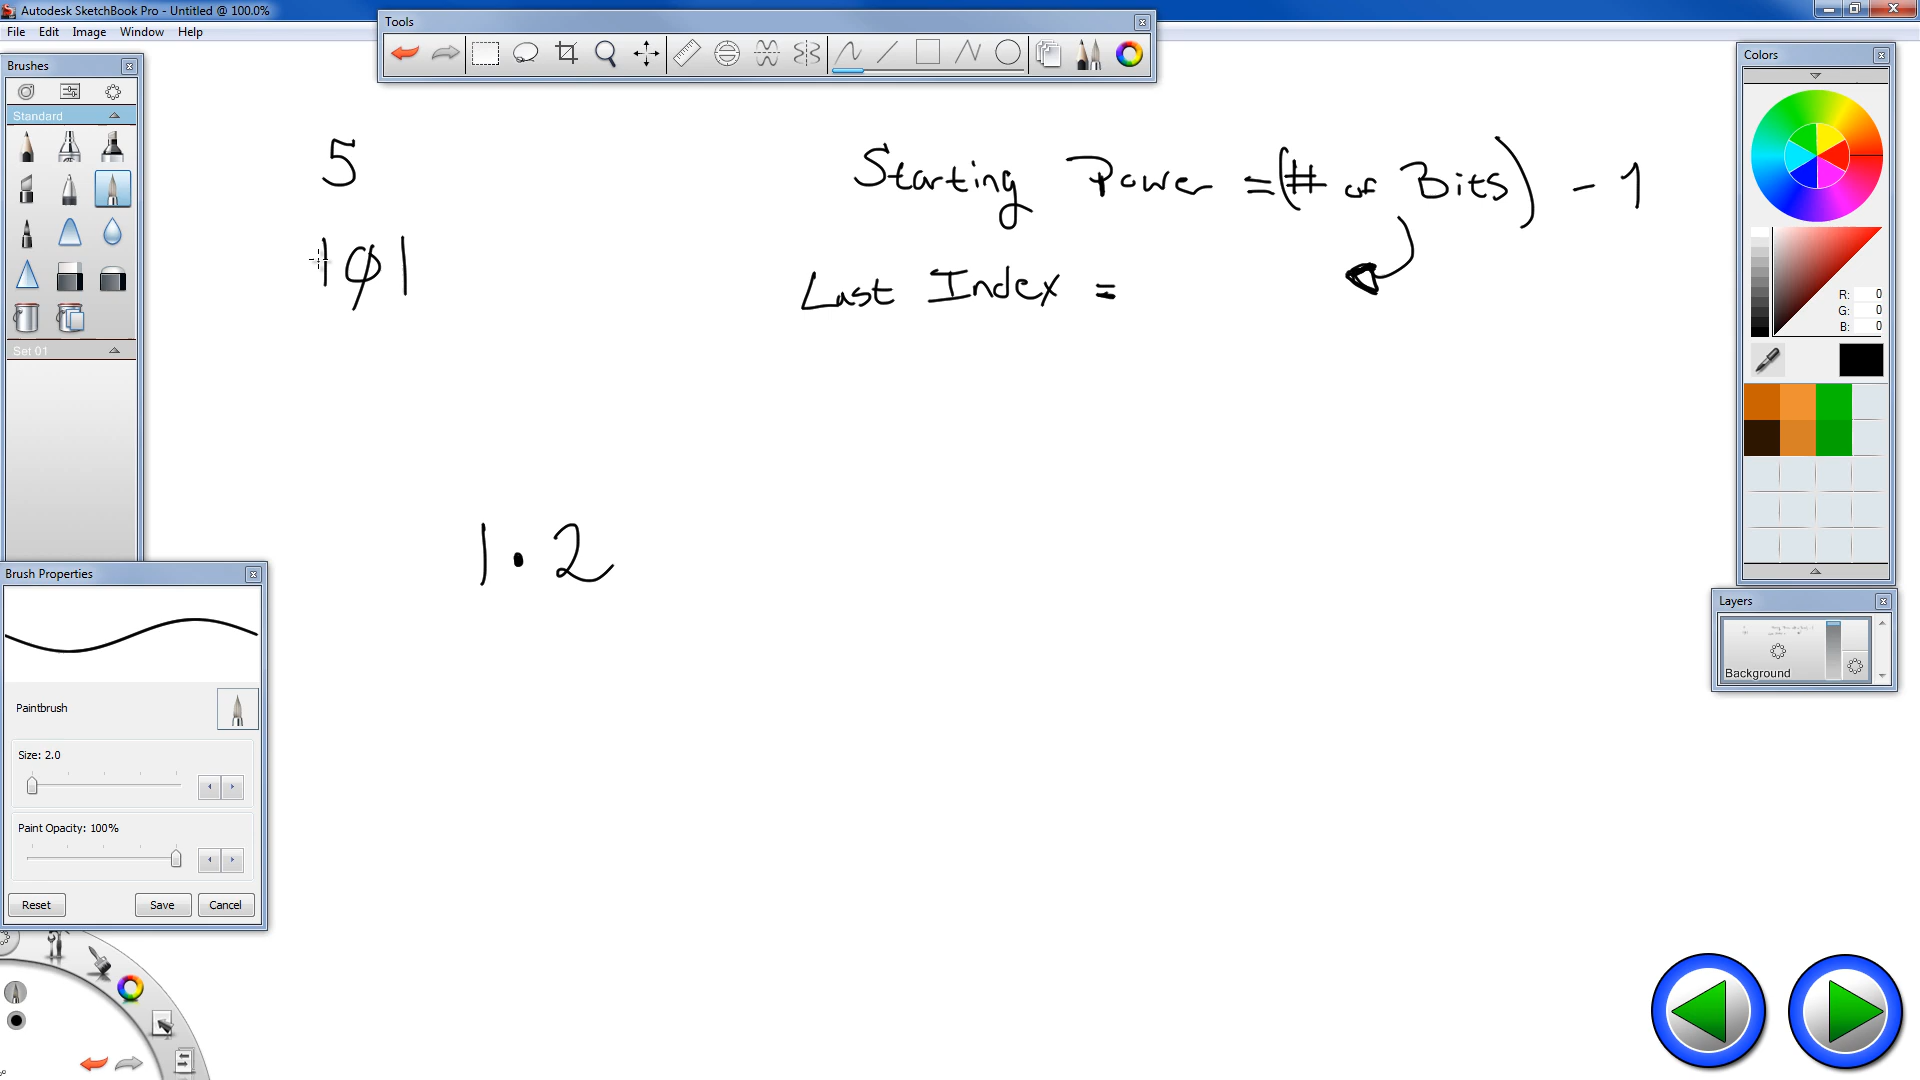 Autodesk SketchBook Pro - Untitled @ 100.0%
File Edit Image Window Help
Tools
Brushes
Standard
Set 01
Colors
R: 0
G: 0
B: 0
5
101
Starting Power = (# of Bits) - 1
Last Index =
1 · 2
Brush Properties
Paintbrush
Size: 2.0
Paint Opacity: 100%
Reset Save Cancel
Layers
Background